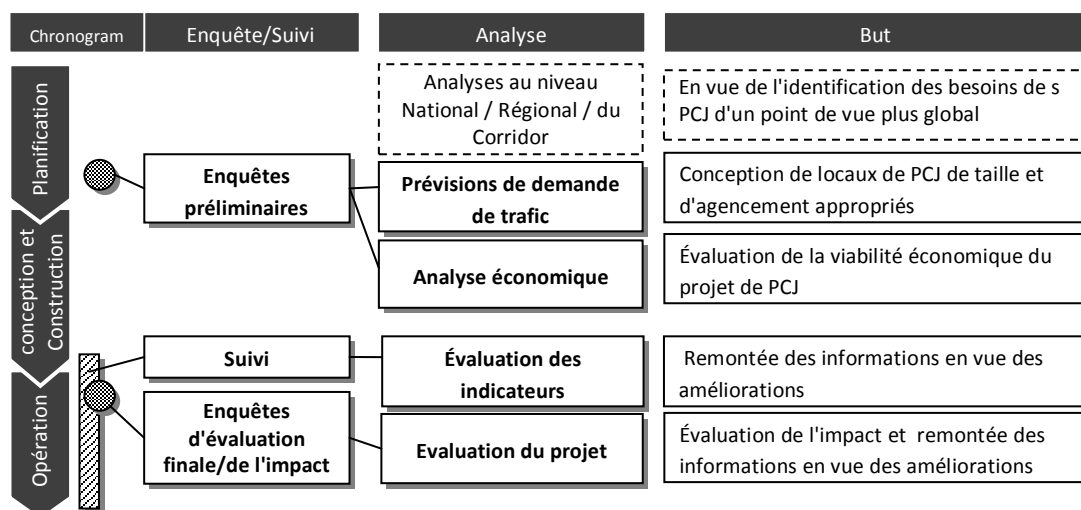 Chronogram
Enquête/Suivi
Analyse
But
Planification
Analyses au niveau
National / Régional / du
Corridor
En vue de l'identification des besoins de s
PCJ d'un point de vue plus global
Enquêtes
préliminaires
Prévisions de demande
de trafic
Conception de locaux de PCJ de taille et
d'agencement appropriés
conception et
Construction
Analyse économique
Évaluation de la viabilité économique du
projet de PCJ
Opération
Suivi
Évaluation des
indicateurs
Remontée des informations en vue des
améliorations
Enquêtes
d'évaluation
finale/de l'impact
Evaluation du projet
Évaluation de l'impact et remontée des
informations en vue des améliorations